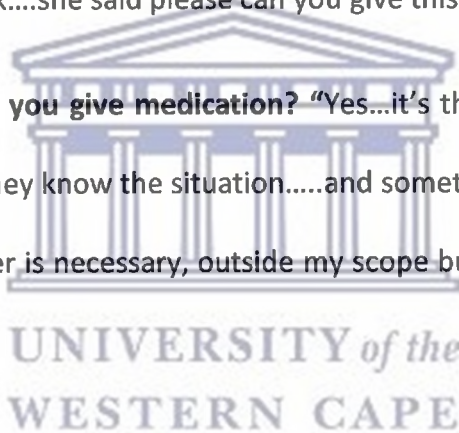 ....she said please can you give this
you give medication? "Yes...it's th
ey know the situation.....and somet
er is necessary, outside my scope bu
UNIVERSITY of the
WESTERN CAPE